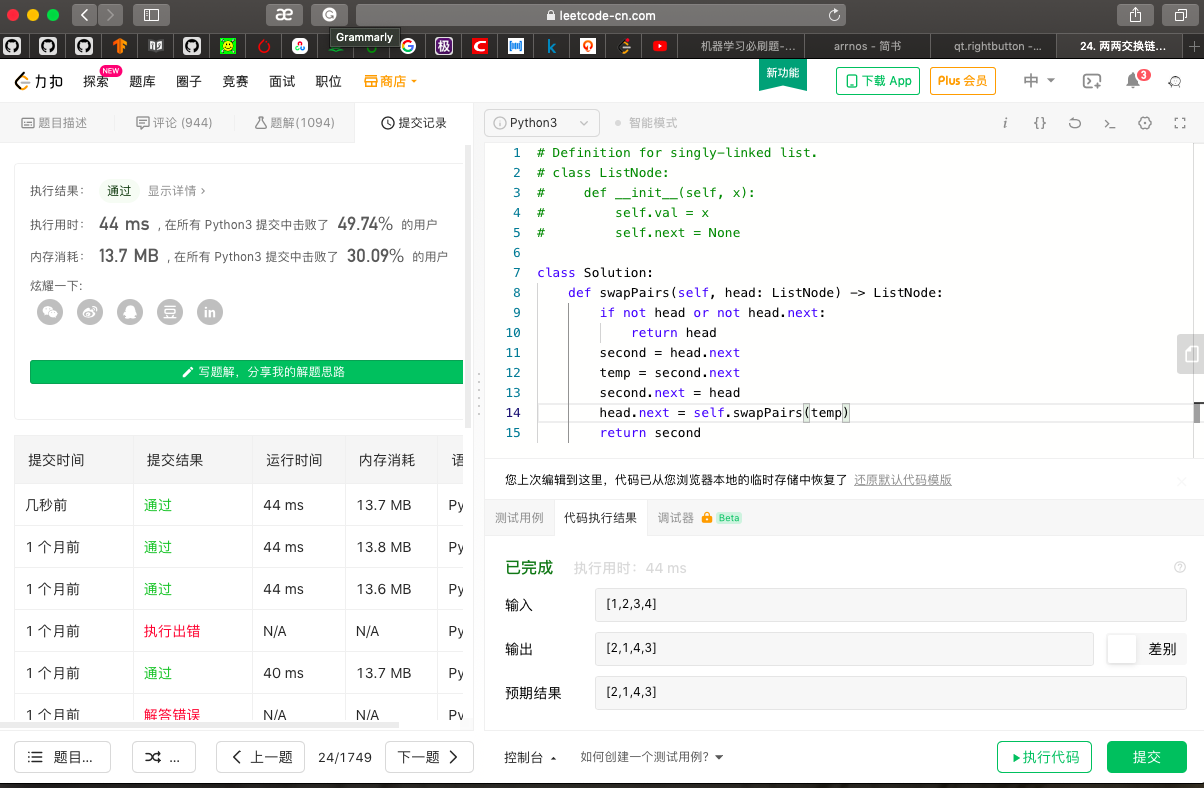 leetcode-cn.com
Grammarly
机器学习必刷题-...
arrnos - 简书
qt.rightbutton -...
24. 两两交换链...
力扣
探索
NEW
题库
圈子
竞赛
面试
职位
商店
新功能
下载 App
Plus 会员
中
3
题目描述
评论 (944)
题解(1094)
提交记录
执行结果：
通过
显示详情 ›
执行用时：
44 ms
, 在所有 Python3 提交中击败了
49.74%
的用户
内存消耗：
13.7 MB
, 在所有 Python3 提交中击败了
30.09%
的用户
炫耀一下:
写题解，分享我的解题思路
提交时间 提交结果 运行时间 内存消耗 语
几秒前 通过 44 ms 13.7 MB Py
1 个月前 通过 44 ms 13.8 MB Py
1 个月前 通过 44 ms 13.6 MB Py
1 个月前 执行出错 N/A N/A Py
1 个月前 通过 40 ms 13.7 MB Py
1 个月前 解答错误 N/A N/A Py
题目...
...
上一题
24/1749
下一题
Python3
智能模式
1 # Definition for singly-linked list.
2 # class ListNode:
3 #     def __init__(self, x):
4 #         self.val = x
5 #         self.next = None
6
7 class Solution:
8     def swapPairs(self, head: ListNode) -> ListNode:
9         if not head or not head.next:
10             return head
11         second = head.next
12         temp = second.next
13         second.next = head
14         head.next = self.swapPairs(temp)
15         return second
您上次编辑到这里，代码已从您浏览器本地的临时存储中恢复了 还原默认代码模版
测试用例
代码执行结果
调试器
Beta
已完成
执行用时：44 ms
输入
[1,2,3,4]
输出
[2,1,4,3]
差别
预期结果
[2,1,4,3]
控制台
如何创建一个测试用例？
执行代码
提交